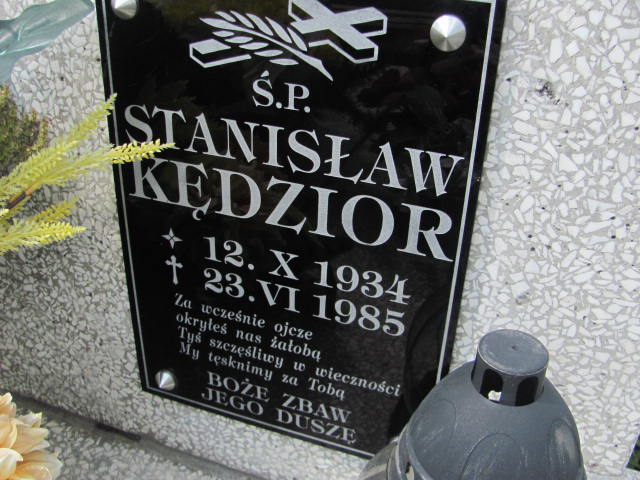 Ś.P.
STANISŁAW
KĘDZIOR
12. X 1934
23. VI 1985
Za wcześnie ojcze
okryłeś nas żałobą
Tyś szczęśliwy w wieczności
My tęsknimy za Tobą
BOŻE ZBAW
JEGO DUSZĘ